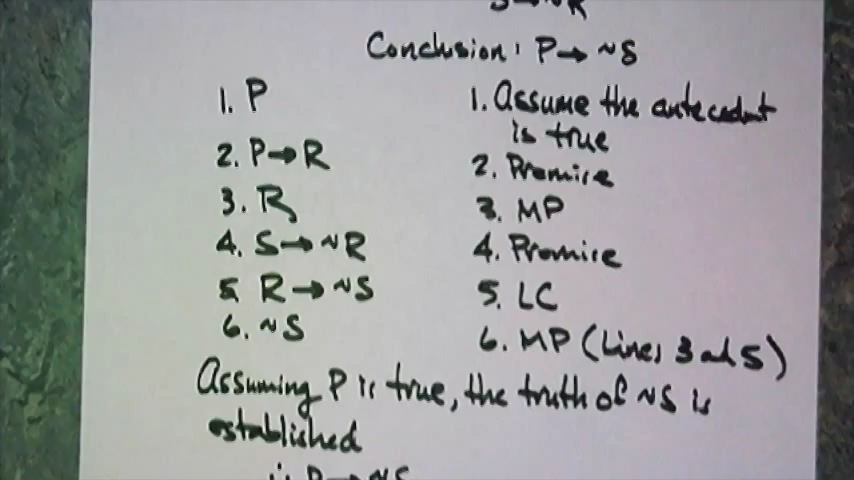 S→~R
Conclusion: P→~S
1. P 1. Assume the antecedent is true
2. P→R 2. Premise
3. R 3. MP
4. S→~R 4. Premise
5. R→~S 5. LC
6. ~S 6. MP (Lines 3 and 5)
Assuming P is true, the truth of ~S is
established
∴ P→~S